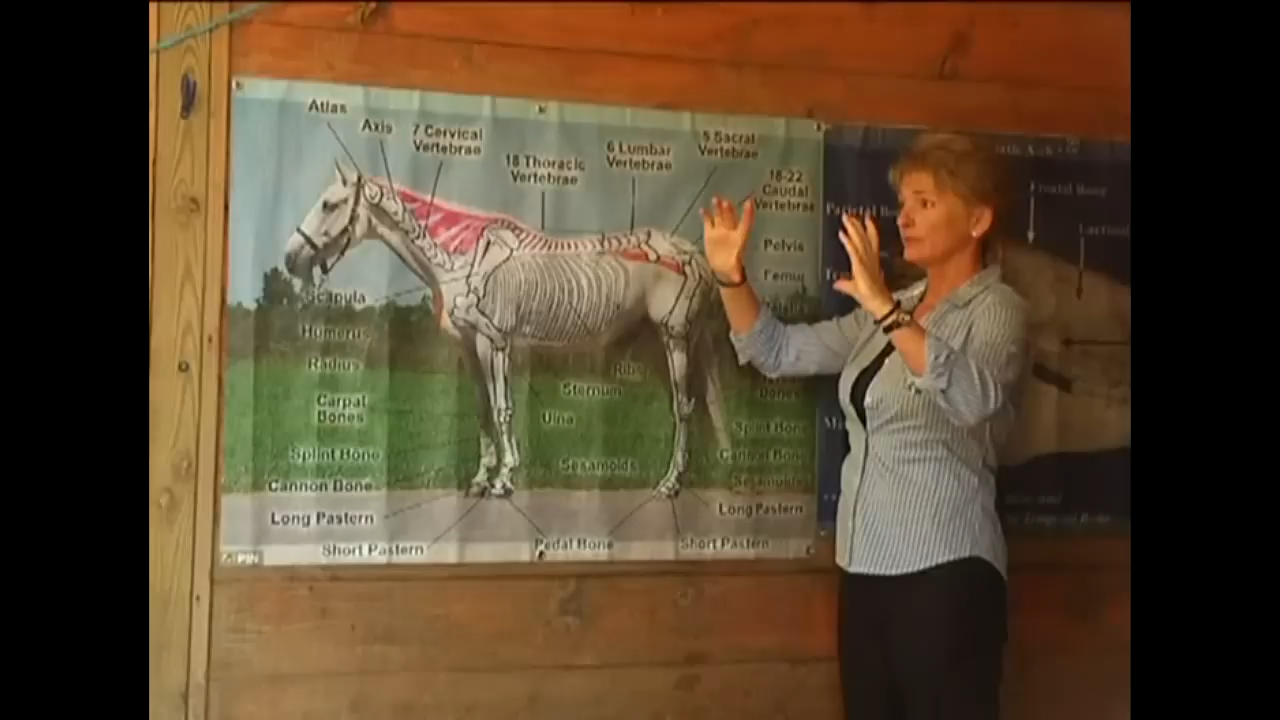 Atlas
Axis
7 Cervical
Vertebrae
18 Thoracic
Vertebrae
6 Lumbar
Vertebrae
5 Sacral
Vertebrae
18-22
Caudal
Vertebrae
Pelvis
Femur
Scapula
Humerus
Radius
Carpal
Bones
Splint Bone
Cannon Bone
Long Pastern
Short Pastern
Ribs
Sternum
Ulna
Sesamoids
Pedal Bone
Bones
Splint Bone
Cannon Bone
Sesamoids
Long Pastern
Short Pastern
Frontal Bone